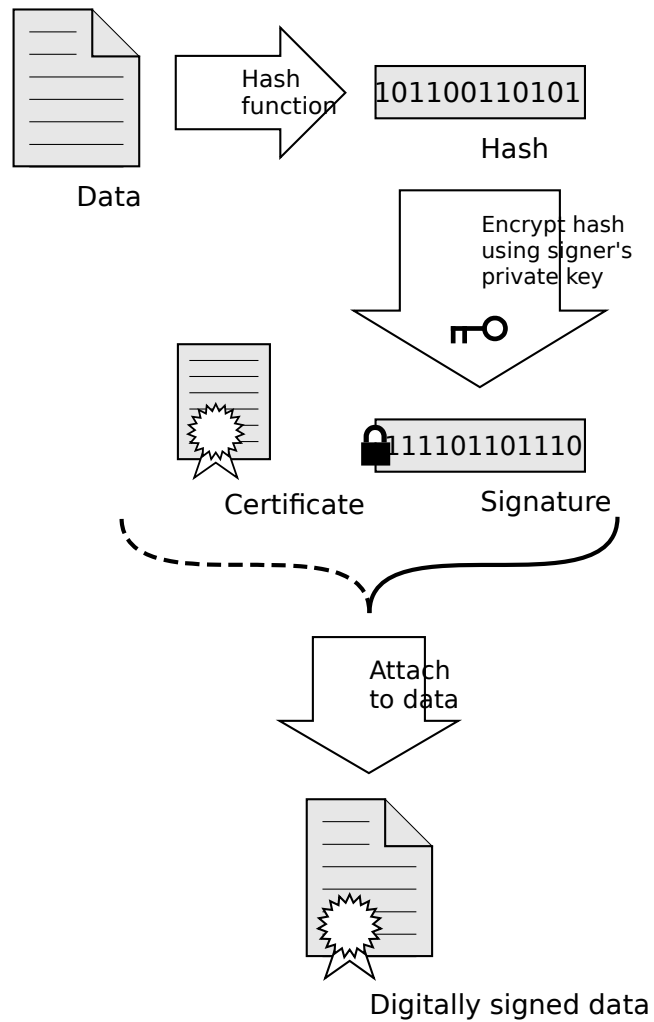 Hash
function
101100110101
Hash
Data
Encrypt hash
using signer's
private key
111101101110
Certificate
Signature
Attach
to data
Digitally signed data